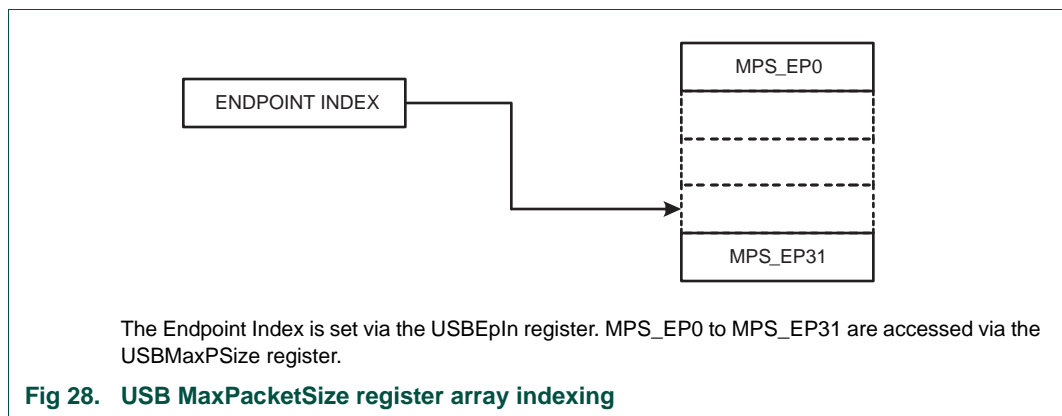 MPS_EP0
ENDPOINT INDEX
MPS_EP31
The Endpoint Index is set via the USBEpIn register. MPS_EP0 to MPS_EP31 are accessed via the
USBMaxPSize register.
Fig 28. USB MaxPacketSize register array indexing